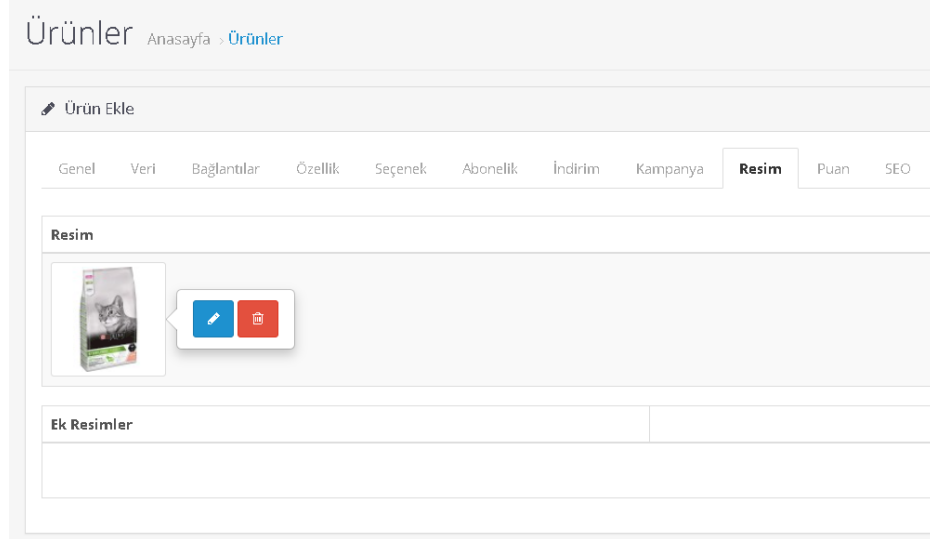 Ürünler Anasayfa › Ürünler
Ürün Ekle
Genel Veri Bağlantılar Özellik Seçenek Abonelik İndirim Kampanya Resim Puan SEO
Resim
Ek Resimler